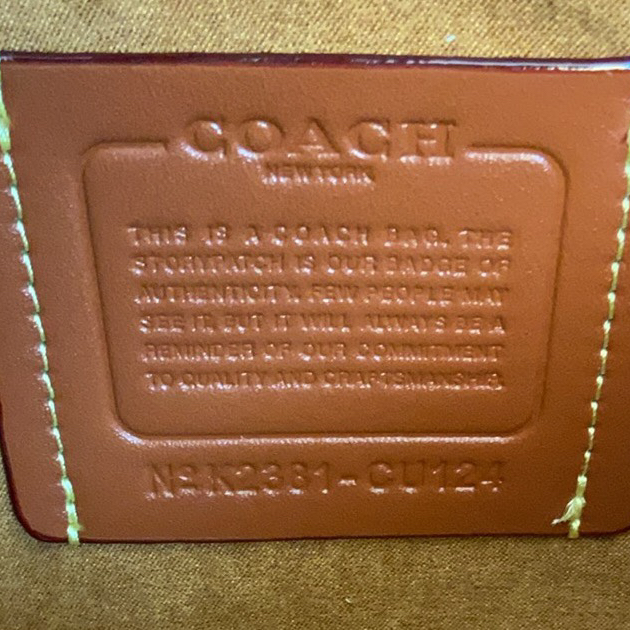 COACH
NEW YORK
THIS IS A COACH BAG. THE
STORYPATCH IS OUR BADGE OF
AUTHENTICITY. FEW PEOPLE MAY
SEE IT, BUT IT WILL ALWAYS BE A
REMINDER OF OUR COMMITMENT
TO QUALITY AND CRAFTSMANSHIP.
Nº K2381-CU124